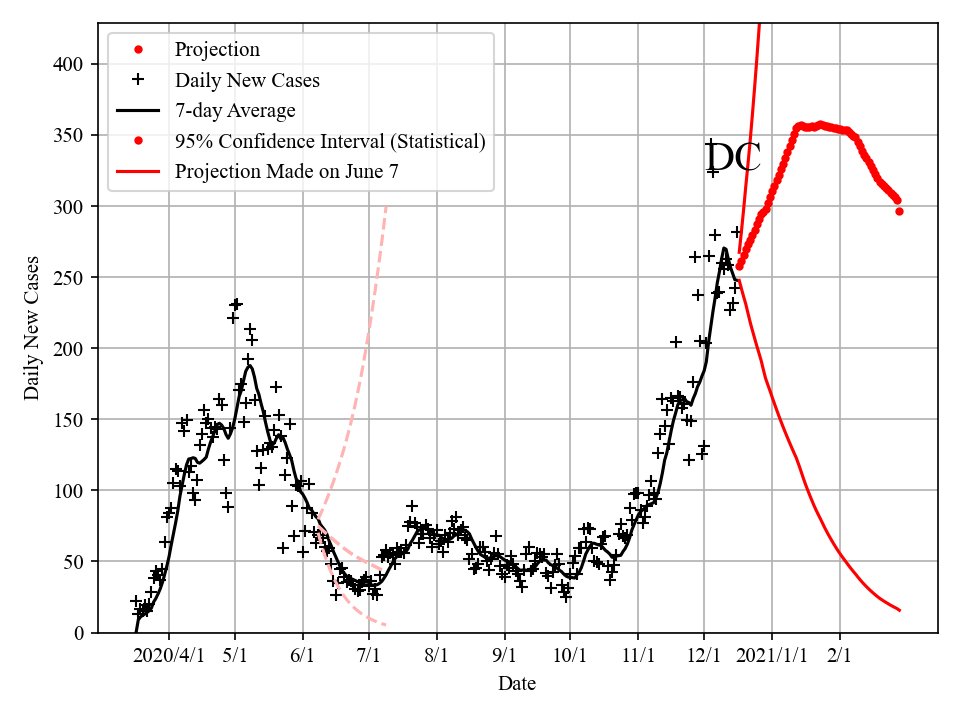 Projection
Daily New Cases
7-day Average
95% Confidence Interval (Statistical)
Projection Made on June 7
DC
400
350
300
250
200
150
100
50
0
Daily New Cases
2020/4/1 5/1 6/1 7/1 8/1 9/1 10/1 11/1 12/1 2021/1/1 2/1
Date